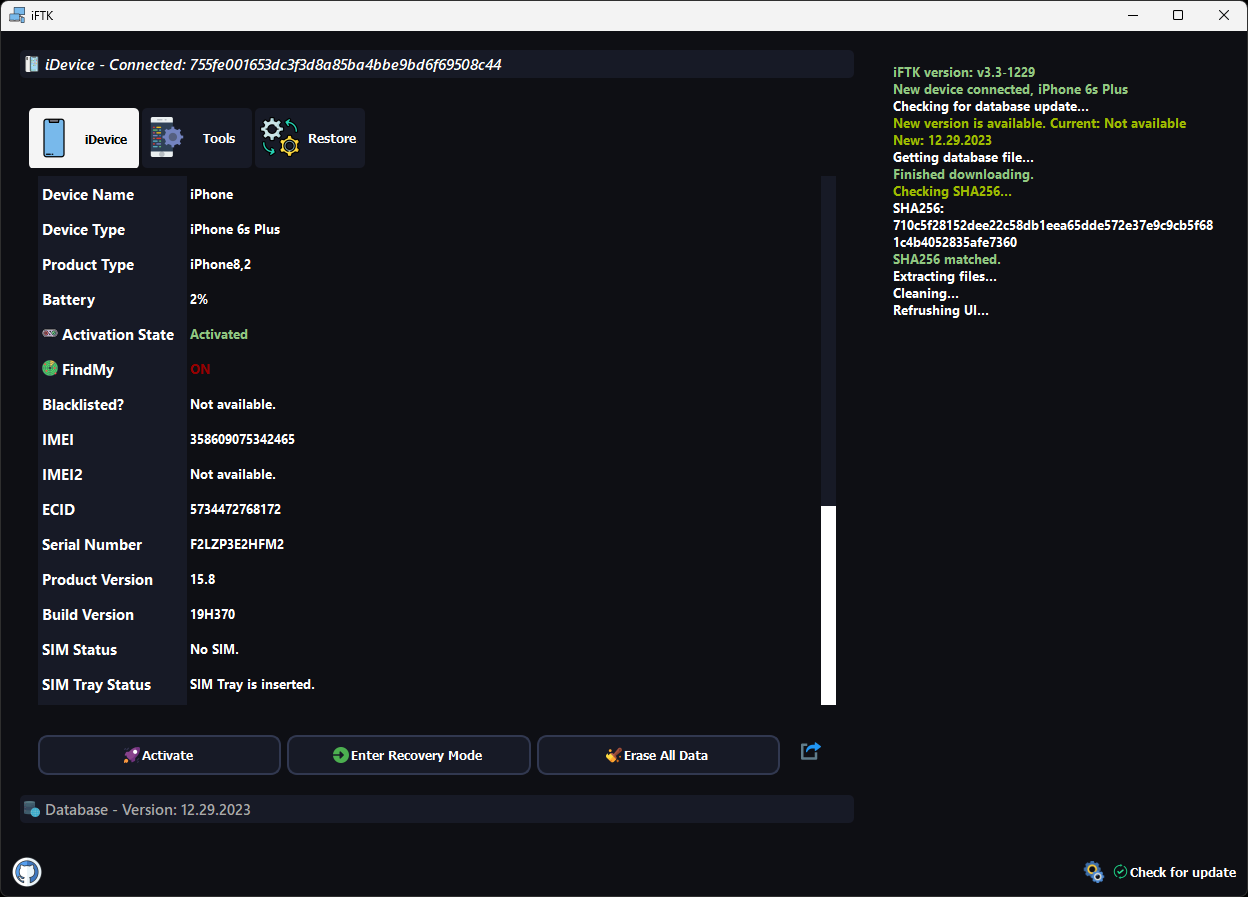 iFTK
iDevice - Connected: 755fe001653dc3f3d8a85ba4bbe9bd6f69508c44
iDevice
Tools
Restore
Device Name iPhone
Device Type iPhone 6s Plus
Product Type iPhone8,2
Battery 2%
Activation State Activated
FindMy ON
Blacklisted? Not available.
IMEI 358609075342465
IMEI2 Not available.
ECID 5734472768172
Serial Number F2LZP3E2HFM2
Product Version 15.8
Build Version 19H370
SIM Status No SIM.
SIM Tray Status SIM Tray is inserted.
Activate
Enter Recovery Mode
Erase All Data
Database - Version: 12.29.2023
iFTK version: v3.3-1229
New device connected, iPhone 6s Plus
Checking for database update...
New version is available. Current: Not available
New: 12.29.2023
Getting database file...
Finished downloading.
Checking SHA256...
SHA256:
710c5f28152dee22c58db1eea65dde572e37e9c9cb5f68
1c4b4052835afe7360
SHA256 matched.
Extracting files...
Cleaning...
Refrushing UI...
Check for update